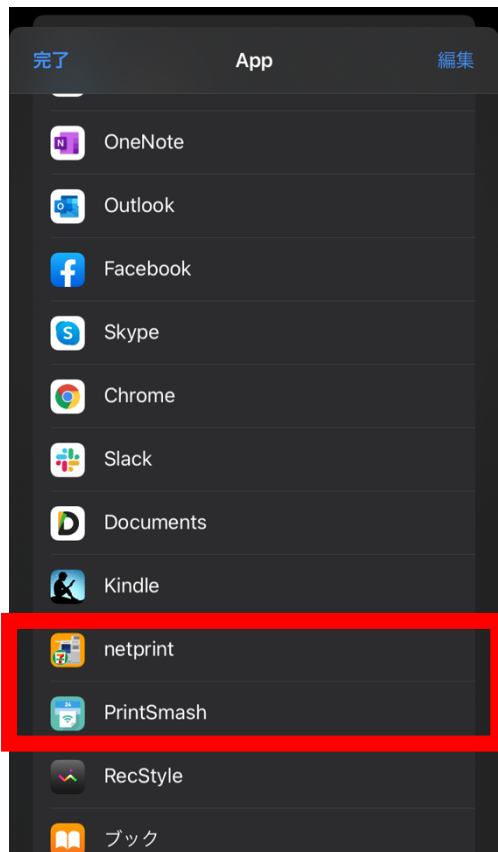 完了
App
編集
OneNote
Outlook
Facebook
Skype
Chrome
Slack
Documents
Kindle
netprint
PrintSmash
RecStyle
ブック